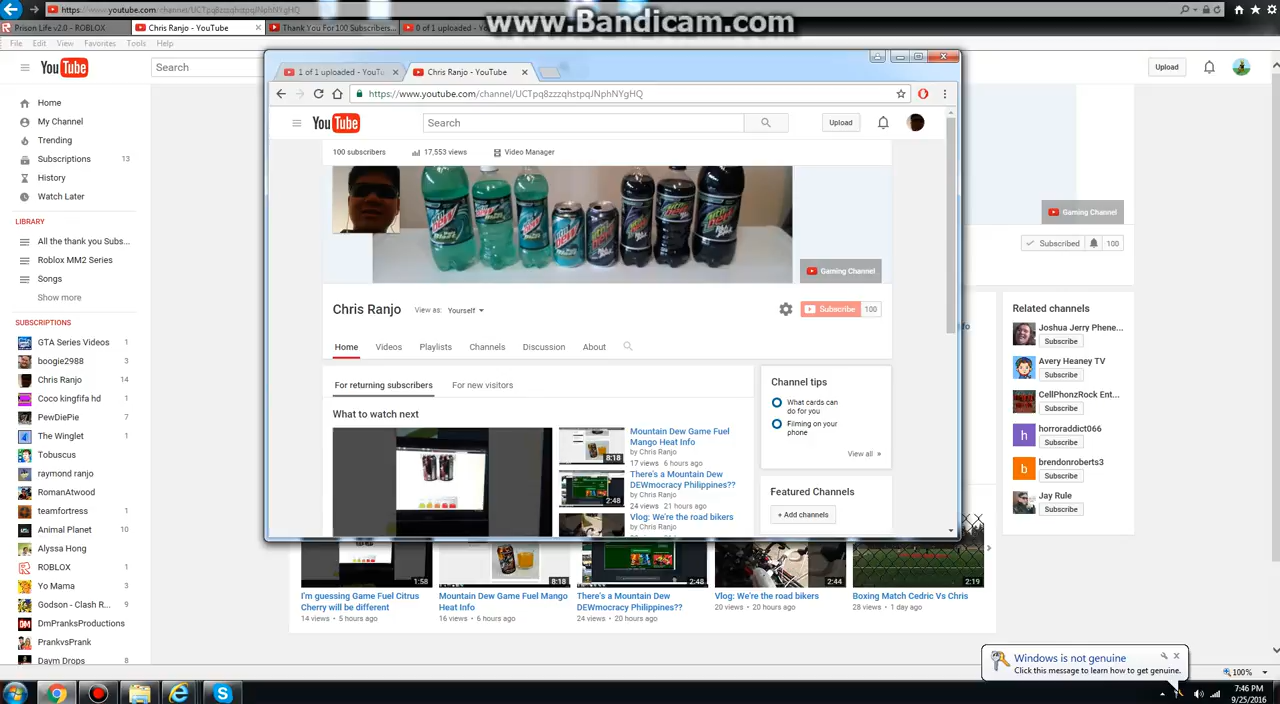 https://www.youtube.com/channel/UCTpq8zzzqhstpqJNphNYgHQ
www.Bandicam.com
Prison Life v2.0 - ROBLOX
Chris Ranjo - YouTube
Thank You For 100 Subscribers...
0 of 1 uploaded - YouTu
File Edit View Favorites Tools Help
YouTube
Search
Upload
Home
My Channel
Trending
Subscriptions 13
History
Watch Later
LIBRARY
All the thank you Subs...
Roblox MM2 Series
Songs
Show more
SUBSCRIPTIONS
GTA Series Videos 1
boogie2988 3
Chris Ranjo 14
Coco kingfifa hd 1
PewDiePie 7
The Winglet 1
Tobuscus
raymond ranjo
RomanAtwood
teamfortress
Animal Planet 10
Alyssa Hong
ROBLOX 1
Yo Mama
Godson - Clash R... 9
DmPranksProductions
PrankvsPrank
Daym Drops 8
1 of 1 uploaded - YouTu
Chris Ranjo - YouTube
https://www.youtube.com/channel/UCTpq8zzzqhstpqJNphNYgHQ
YouTube
Search
Upload
100 subscribers
17,553 views
Video Manager
Gaming Channel
Chris Ranjo
View as: Yourself
Subscribe 100
Home Videos Playlists Channels Discussion About
For returning subscribers
For new visitors
What to watch next
8:18
Mountain Dew Game Fuel
Mango Heat Info
by Chris Ranjo
17 views • 6 hours ago
2:48
There's a Mountain Dew
DEWmocracy Philippines??
by Chris Ranjo
24 views • 21 hours ago
Vlog: We're the road bikers
by Chris Ranjo
Channel tips
What cards can
do for you
Filming on your
phone
View all »
Featured Channels
+ Add channels
Gaming Channel
Subscribed 100
Related channels
Joshua Jerry Phene...
Subscribe
Avery Heaney TV
Subscribe
CellPhonzRock Ent...
Subscribe
horroraddict066
Subscribe
brendonroberts3
Subscribe
Jay Rule
Subscribe
1:58
I'm guessing Game Fuel Citrus
Cherry will be different
14 views • 5 hours ago
8:18
Mountain Dew Game Fuel Mango
Heat Info
16 views • 6 hours ago
2:48
There's a Mountain Dew
DEWmocracy Philippines??
24 views • 20 hours ago
2:44
Vlog: We're the road bikers
20 views • 20 hours ago
2:19
Boxing Match Cedric Vs Chris
28 views • 1 day ago
Windows is not genuine
Click this message to learn how to get genuine.
100%
7:46 PM
9/25/2016